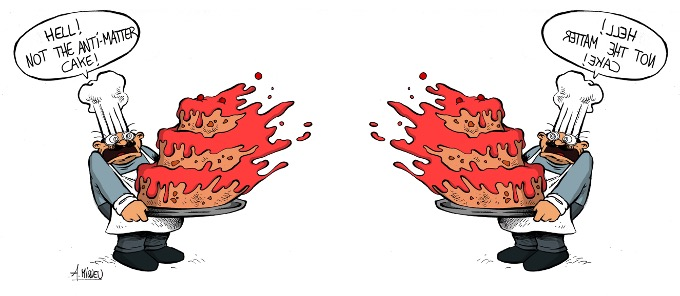 HELL!
NOT THE ANTI-MATTER
CAKE!
HELL!
NOT THE MATTER
CAKE!